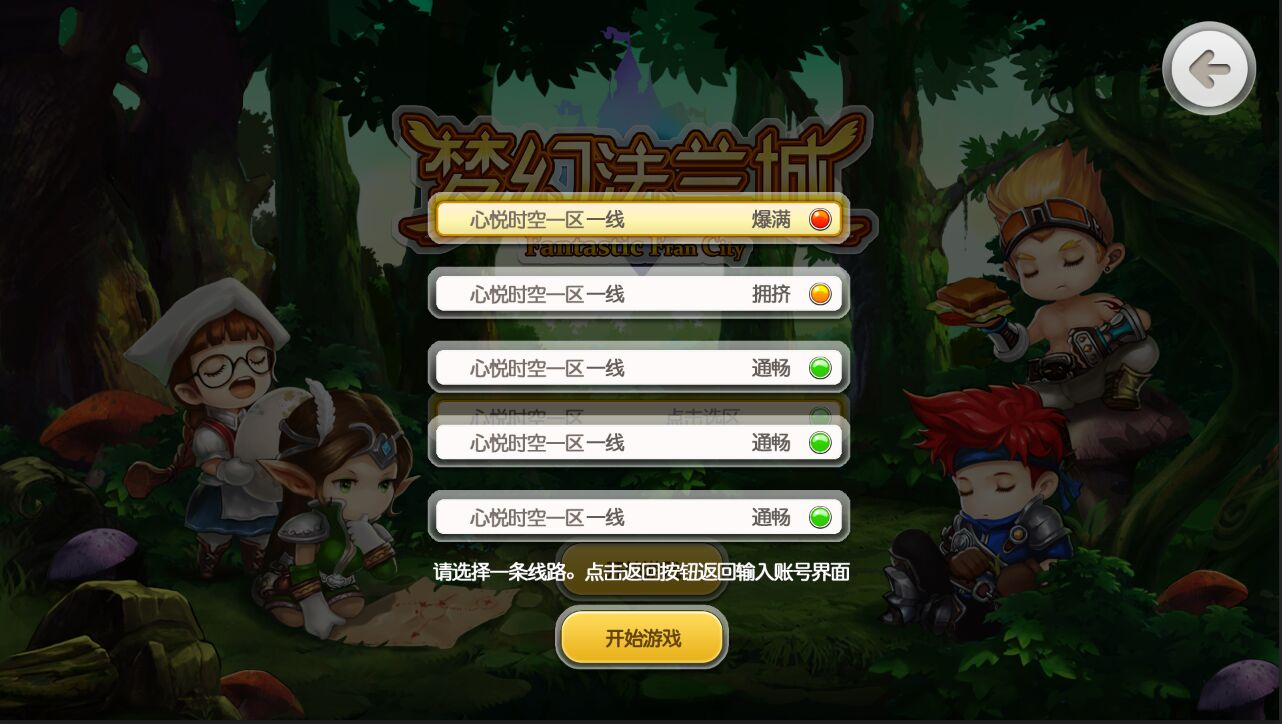 梦幻法兰城
心悦时空一区一线 爆满
Fantastic Fran City
心悦时空一区一线 拥挤
心悦时空一区一线 通畅
心悦时空一区 点击选区
心悦时空一区一线 通畅
心悦时空一区一线 通畅
请选择一条线路。点击返回按钮返回输入账号界面
开始游戏